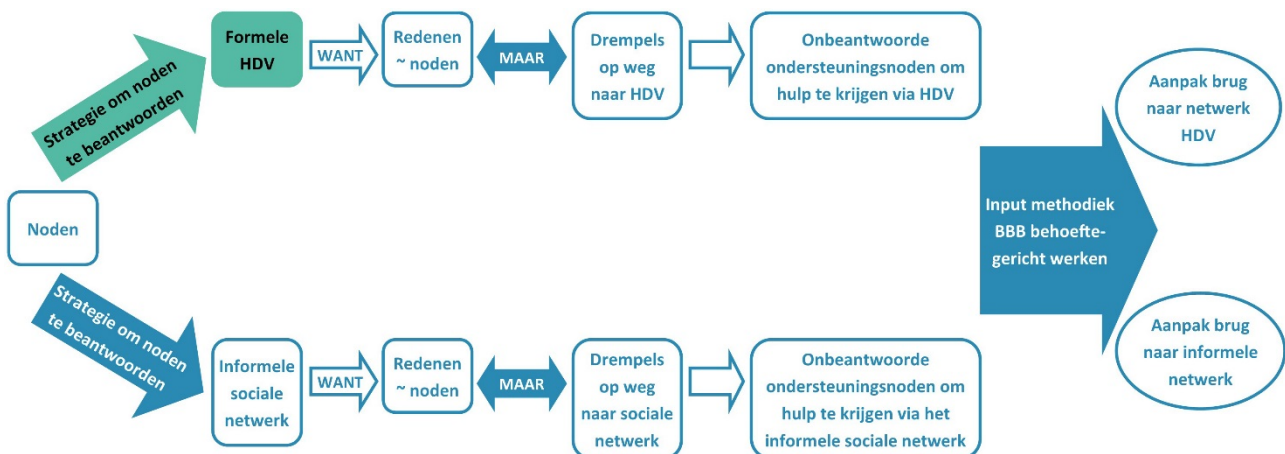 Strategie om noden
te beantwoorden
Formele
HDV
WANT
Redenen
~ noden
MAAR
Drempels
op weg
naar HDV
Onbeantwoorde
ondersteuningsnoden om
hulp te krijgen via HDV
Noden
Strategie om noden
te beantwoorden
Informele
sociale
netwerk
WANT
Redenen
~ noden
MAAR
Drempels
op weg
naar sociale
netwerk
Onbeantwoorde
ondersteuningsnoden om
hulp te krijgen via het
informele sociale netwerk
Input methodiek
BBB behoefte-
gericht werken
Aanpak brug
naar netwerk
HDV
Aanpak brug
naar informele
netwerk